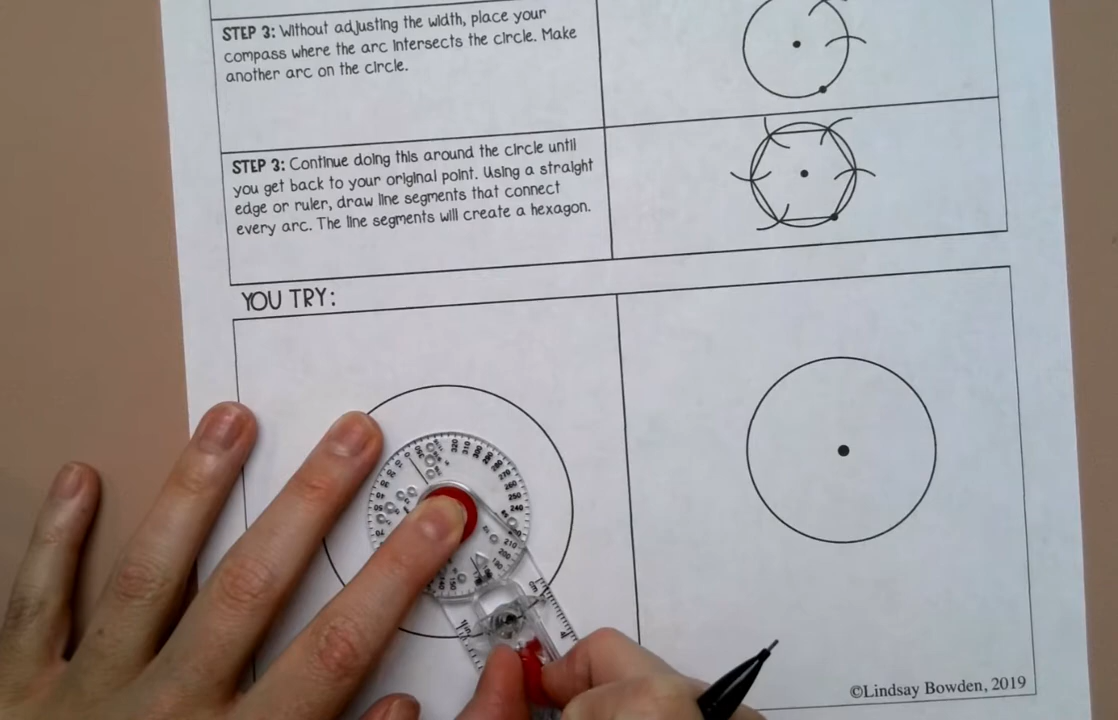 STEP 3: Without adjusting the width, place your
compass where the arc intersects the circle. Make
another arc on the circle.
STEP 3: Continue doing this around the circle until
you get back to your original point. Using a straight
edge or ruler, draw line segments that connect
every arc. The line segments will create a hexagon.
YOU TRY:
©Lindsay Bowden, 2019